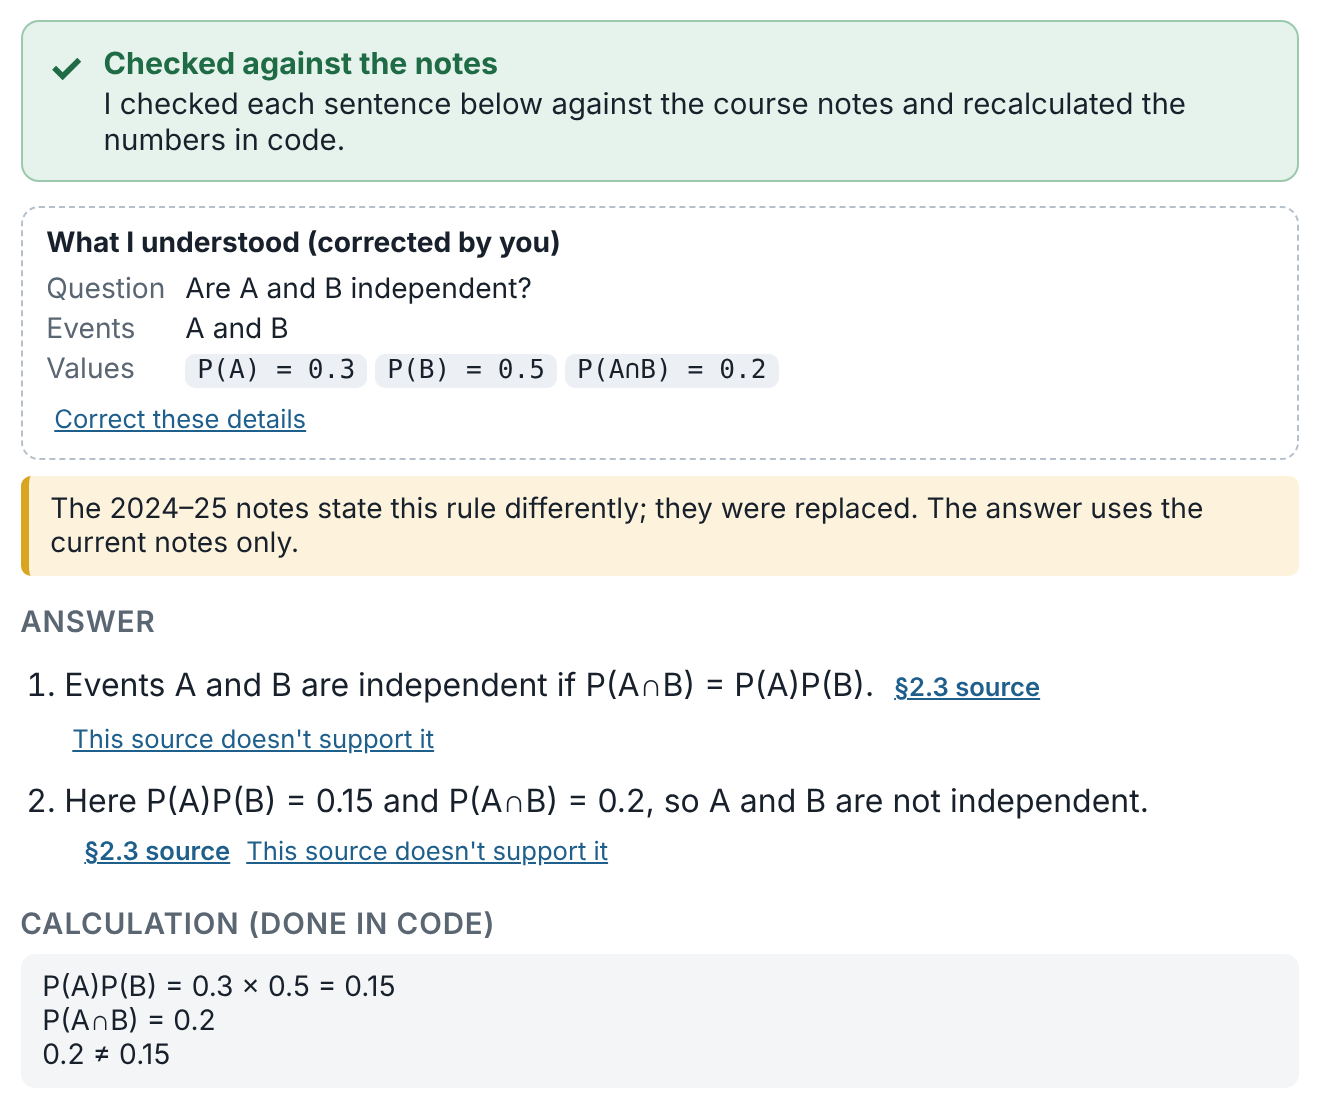 Checked against the notes
I checked each sentence below against the course notes and recalculated the
numbers in code.
What I understood (corrected by you)
Question Are A and B independent?
Events A and B
Values P(A) = 0.3 P(B) = 0.5 P(A∩B) = 0.2
Correct these details
The 2024–25 notes state this rule differently; they were replaced. The answer uses the
current notes only.
ANSWER
1. Events A and B are independent if P(A∩B) = P(A)P(B). §2.3 source
This source doesn't support it
2. Here P(A)P(B) = 0.15 and P(A∩B) = 0.2, so A and B are not independent.
§2.3 source This source doesn't support it
CALCULATION (DONE IN CODE)
P(A)P(B) = 0.3 × 0.5 = 0.15
P(A∩B) = 0.2
0.2 ≠ 0.15